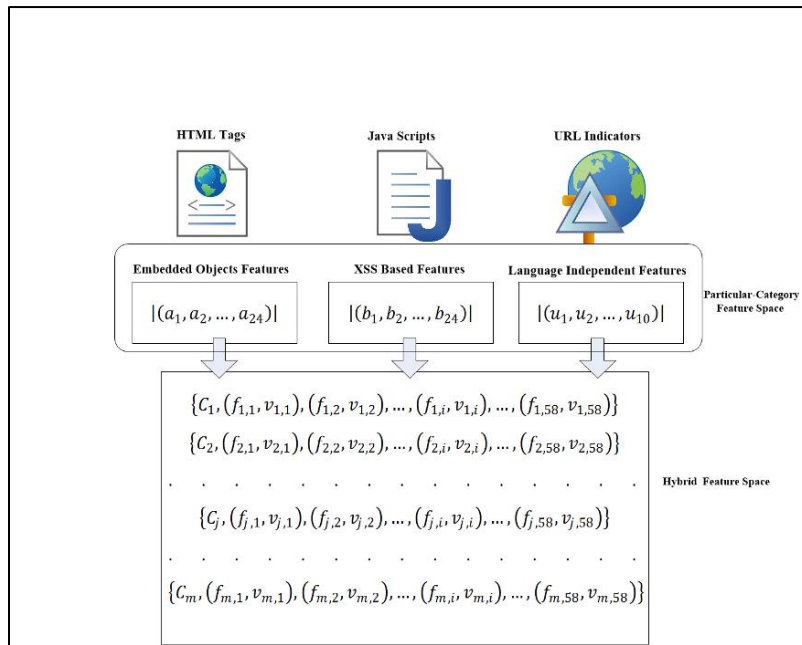 HTML Tags Java Scripts URL Indicators
< — >
J
Embedded Objects Features XSS Based Features Language Independent Features
|(a₁, a₂, ..., a₂₄)| |(b₁, b₂, ..., b₂₄)| |(u₁, u₂, ..., u₁₀)|
Particular-Category
Feature Space
{C₁, (f₁,₁, v₁,₁), (f₁,₂, v₁,₂), ..., (f₁,ᵢ, v₁,ᵢ), ..., (f₁,₅₈, v₁,₅₈)}
{C₂, (f₂,₁, v₂,₁), (f₂,₂, v₂,₂), ..., (f₂,ᵢ, v₂,ᵢ), ..., (f₂,₅₈, v₂,₅₈)}
. . . . . . . . . . . . . .
Hybrid Feature Space
{Cⱼ, (fⱼ,₁, vⱼ,₁), (fⱼ,₂, vⱼ,₂), ..., (fⱼ,ᵢ, vⱼ,ᵢ), ..., (fⱼ,₅₈, vⱼ,₅₈)}
. . . . . . . . . . . . . .
{Cₘ, (fₘ,₁, vₘ,₁), (fₘ,₂, vₘ,₂), ..., (fₘ,ᵢ, vₘ,ᵢ), ..., (fₘ,₅₈, vₘ,₅₈)}